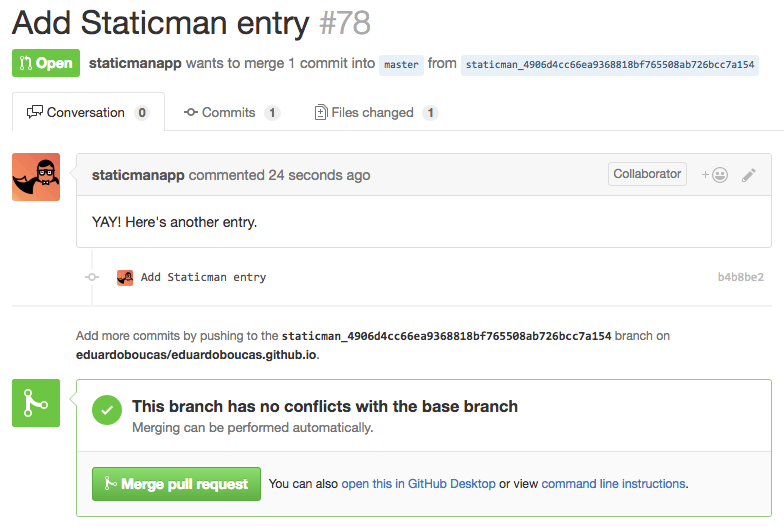 Add Staticman entry #78
Open staticmanapp wants to merge 1 commit into master from staticman_4906d4cc66ea9368818bf765508ab726bcc7a154
Conversation 0 Commits 1 Files changed 1
staticmanapp commented 24 seconds ago Collaborator +
YAY! Here's another entry.
Add Staticman entry b4b8be2
Add more commits by pushing to the staticman_4906d4cc66ea9368818bf765508ab726bcc7a154 branch on
eduardoboucas/eduardoboucas.github.io.
This branch has no conflicts with the base branch
Merging can be performed automatically.
Merge pull request You can also open this in GitHub Desktop or view command line instructions.